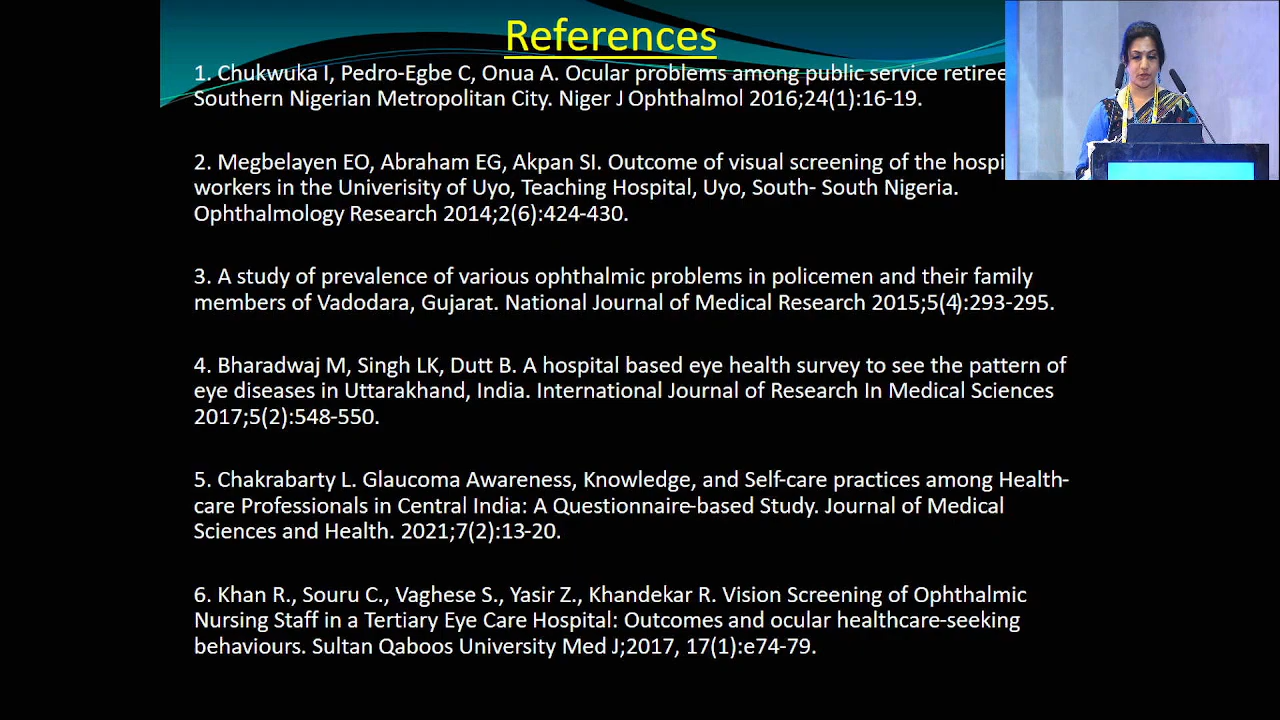 References
1. Chukwuka I, Pedro-Egbe C, Onua A. Ocular problems among public service
Southern Nigerian Metropolitan City. Niger J Ophthalmol 2016;24(1):16-19.
2. Megbelayen EO, Abraham EG, Akpan SI. Outcome of visual screening of the
workers in the Univerisity of Uyo, Teaching Hospital, Uyo, South- South Nigeria.
Ophthalmology Research 2014;2(6):424-430.
3. A study of prevalence of various ophthalmic problems in policemen and their family
members of Vadodara, Gujarat. National Journal of Medical Research 2015;5(4):293-295.
4. Bharadwaj M, Singh LK, Dutt B. A hospital based eye health survey to see the pattern of
eye diseases in Uttarakhand, India. International Journal of Research In Medical Sciences
2017;5(2):548-550.
5. Chakrabarty L. Glaucoma Awareness, Knowledge, and Self-care practices among Health-
care Professionals in Central India: A Questionnaire-based Study. Journal of Medical
Sciences and Health. 2021;7(2):13-20.
6. Khan R., Souru C., Vaghese S., Yasir Z., Khandekar R. Vision Screening of Ophthalmic
Nursing Staff in a Tertiary Eye Care Hospital: Outcomes and ocular healthcare-seeking
behaviours. Sultan Qaboos University Med J;2017, 17(1):e74-79.